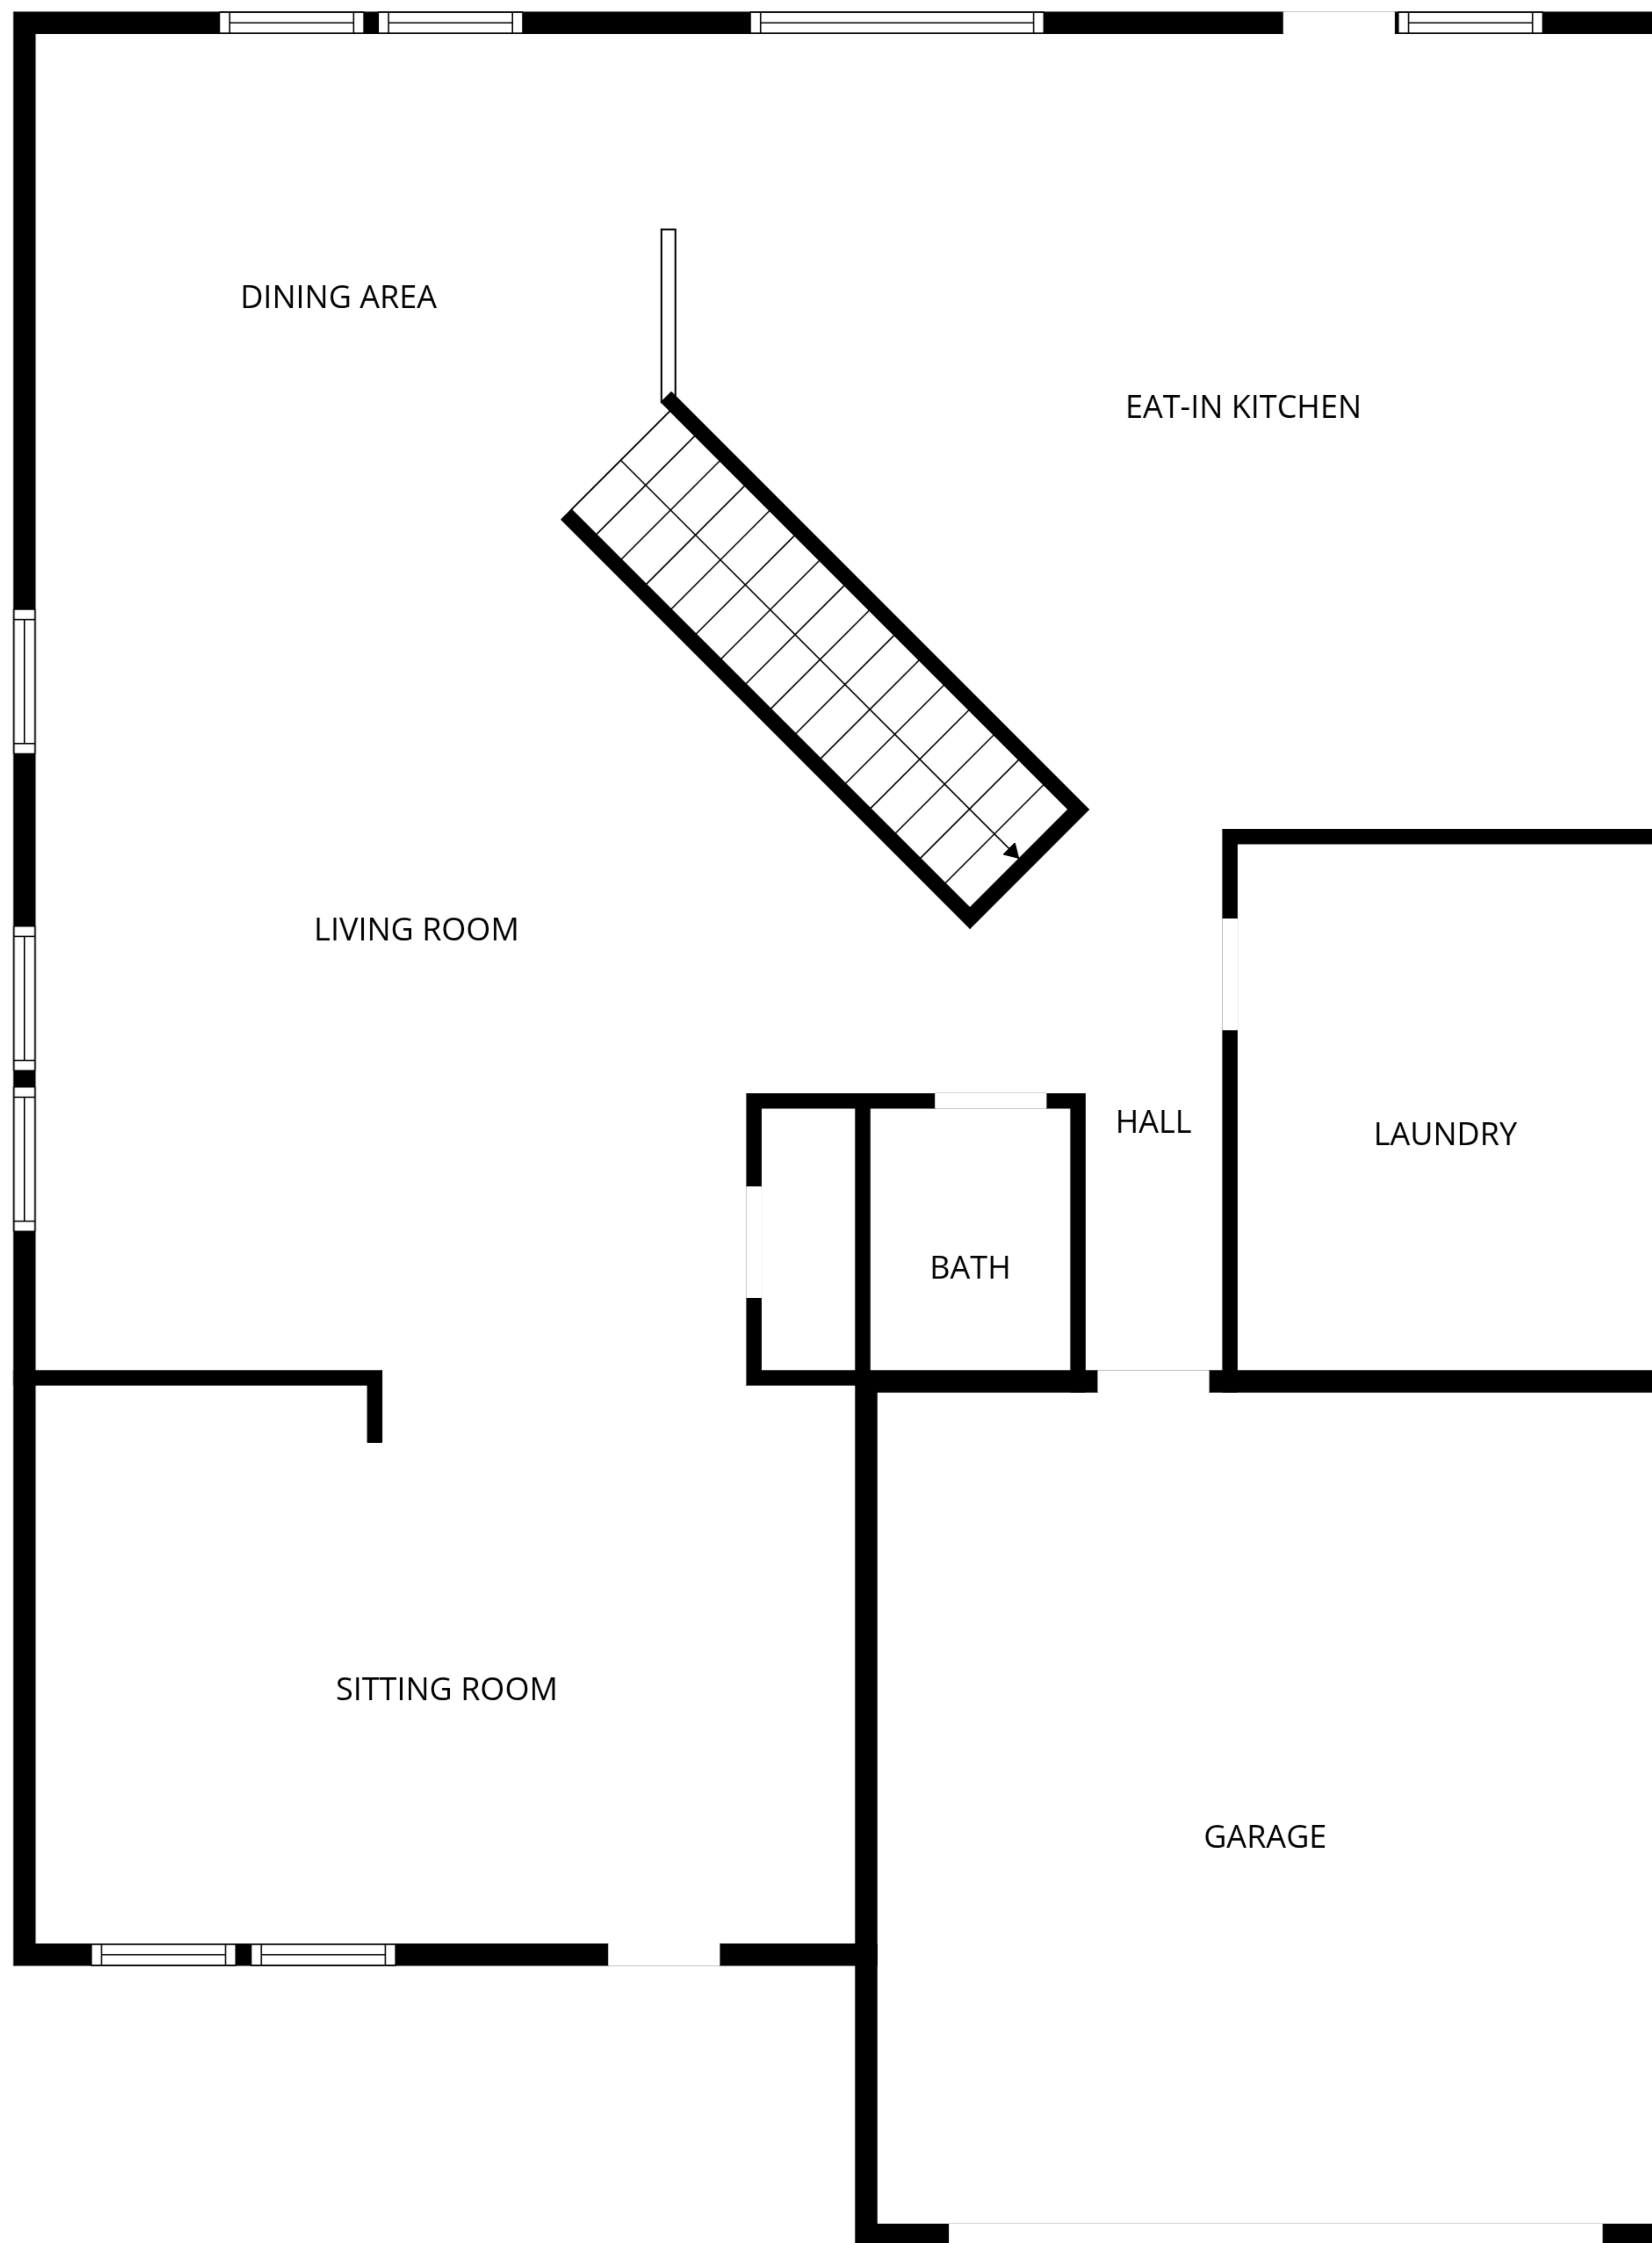 DINING AREA
EAT-IN KITCHEN
LIVING ROOM
HALL
LAUNDRY
BATH
SITTING ROOM
GARAGE